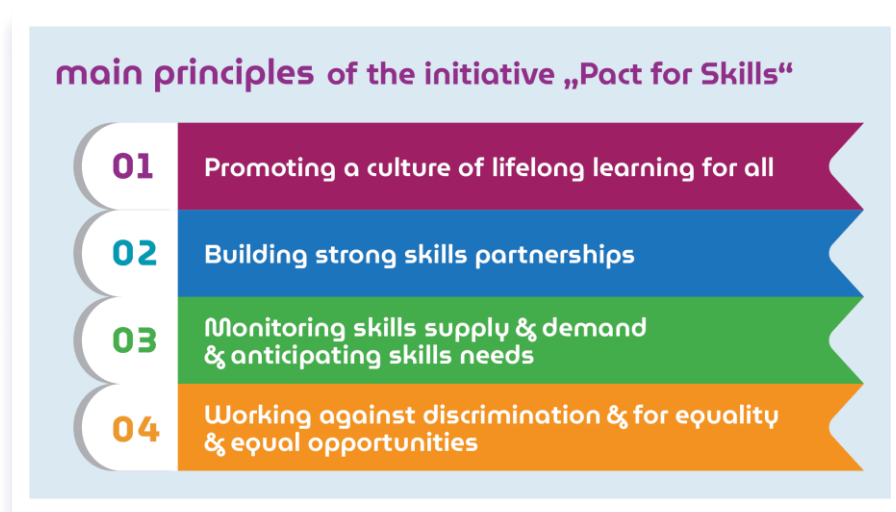 main principles of the initiative „Pact for Skills“
01
Promoting a culture of lifelong learning for all
02
Building strong skills partnerships
03
Monitoring skills supply & demand
& anticipating skills needs
04
Working against discrimination & for equality
& equal opportunities